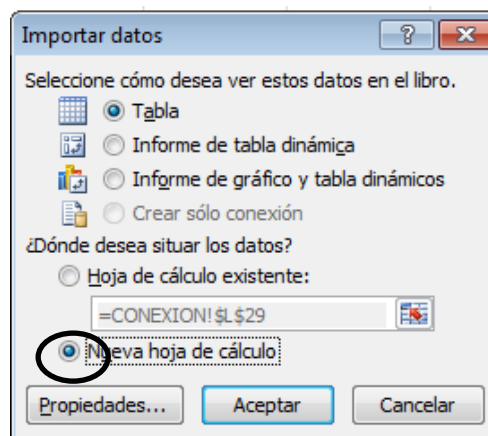 Importar datos
Seleccione cómo desea ver estos datos en el libro.
Tabla
Informe de tabla dinámica
Informe de gráfico y tabla dinámicos
Crear sólo conexión
¿Dónde desea situar los datos?
Hoja de cálculo existente:
=CONEXION!$L$29
Nueva hoja de cálculo
Propiedades... Aceptar Cancelar